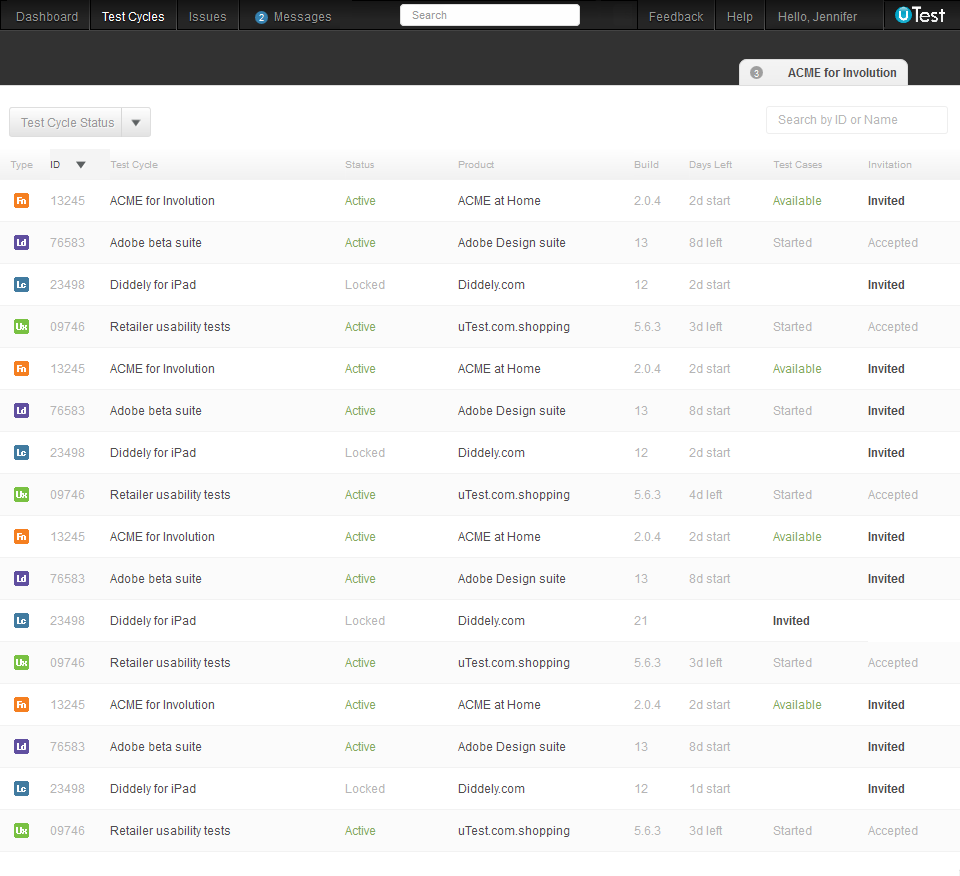 Dashboard Test Cycles Issues 2 Messages Search Feedback Help Hello, Jennifer uTest
3 ACME for Involution
Test Cycle Status Search by ID or Name
Type ID Test Cycle Status Product Build Days Left Test Cases Invitation
Fn 13245 ACME for Involution Active ACME at Home 2.0.4 2d start Available Invited
Ld 76583 Adobe beta suite Active Adobe Design suite 13 8d left Started Accepted
Lc 23498 Diddely for iPad Locked Diddely.com 12 2d start Invited
Ux 09746 Retailer usability tests Active uTest.com.shopping 5.6.3 3d left Started Accepted
Fn 13245 ACME for Involution Active ACME at Home 2.0.4 2d start Available Invited
Ld 76583 Adobe beta suite Active Adobe Design suite 13 8d start Started Invited
Lc 23498 Diddely for iPad Locked Diddely.com 12 2d start Invited
Ux 09746 Retailer usability tests Active uTest.com.shopping 5.6.3 4d left Started Accepted
Fn 13245 ACME for Involution Active ACME at Home 2.0.4 2d start Available Invited
Ld 76583 Adobe beta suite Active Adobe Design suite 13 8d start Invited
Lc 23498 Diddely for iPad Locked Diddely.com 21 Invited
Ux 09746 Retailer usability tests Active uTest.com.shopping 5.6.3 3d left Started Accepted
Fn 13245 ACME for Involution Active ACME at Home 2.0.4 2d start Available Invited
Ld 76583 Adobe beta suite Active Adobe Design suite 13 8d start Invited
Lc 23498 Diddely for iPad Locked Diddely.com 12 1d start Invited
Ux 09746 Retailer usability tests Active uTest.com.shopping 5.6.3 3d left Started Accepted